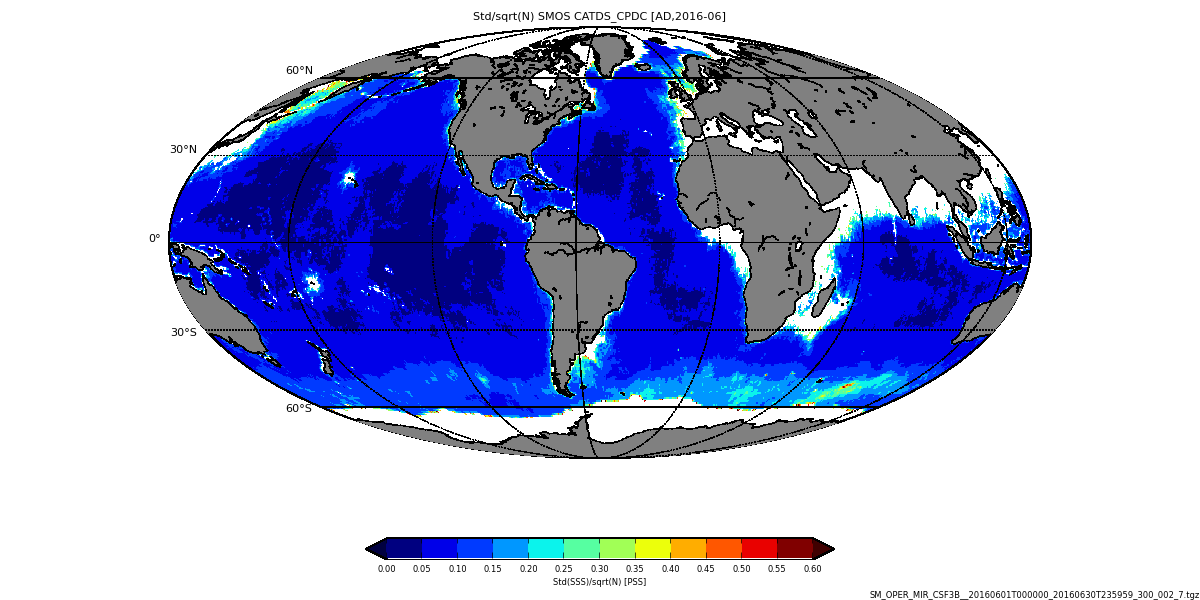 Std/sqrt(N) SMOS CATDS_CPDC [AD,2016-06]
60°N
30°N
0°
30°S
60°S
0.00 0.05 0.10 0.15 0.20 0.25 0.30 0.35 0.40 0.45 0.50 0.55 0.60
Std(SSS)/sqrt(N) [PSS]
SM_OPER_MIR_CSF3B__20160601T000000_20160630T235959_300_002_7.tgz